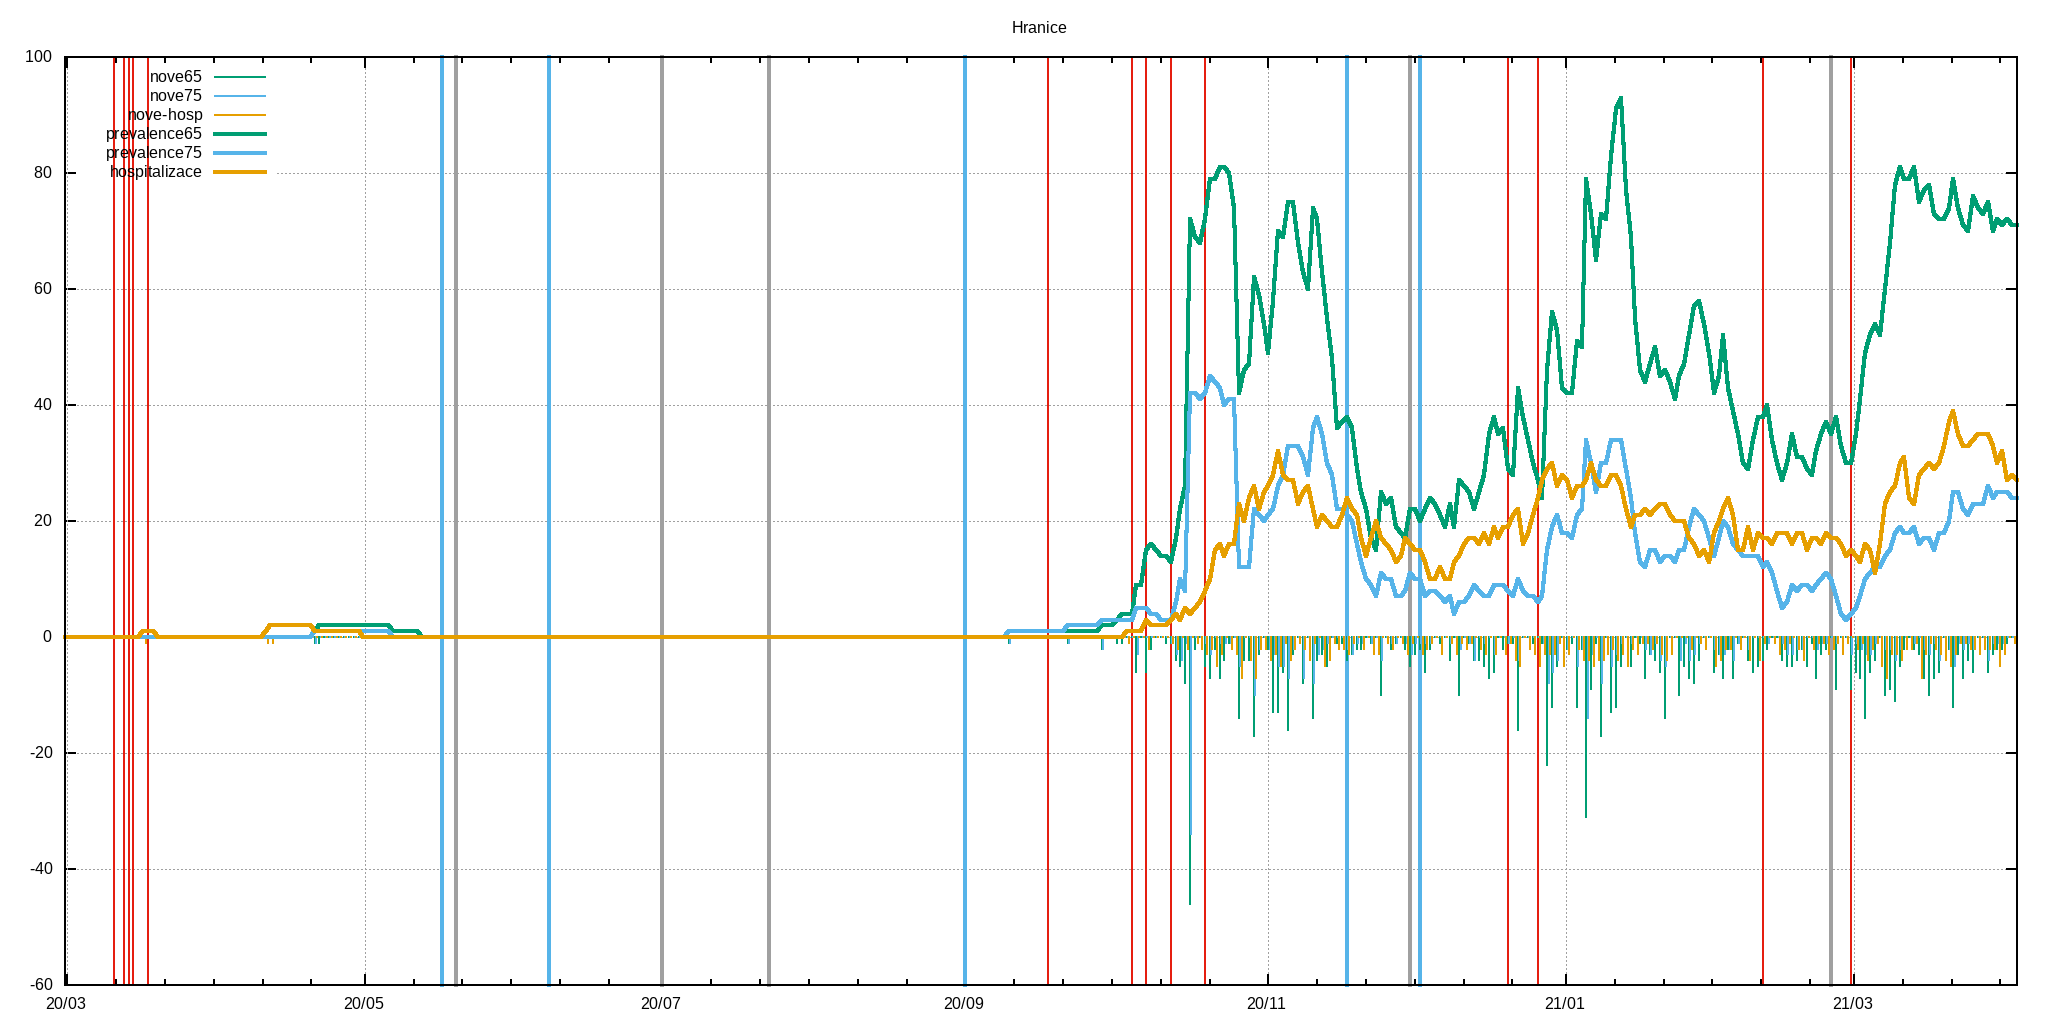 Hranice
100
80
60
40
20
0
-20
-40
-60
nove65
nove75
nove-hosp
prevalence65
prevalence75
hospitalizace
20/03 20/05 20/07 20/09 20/11 21/01 21/03